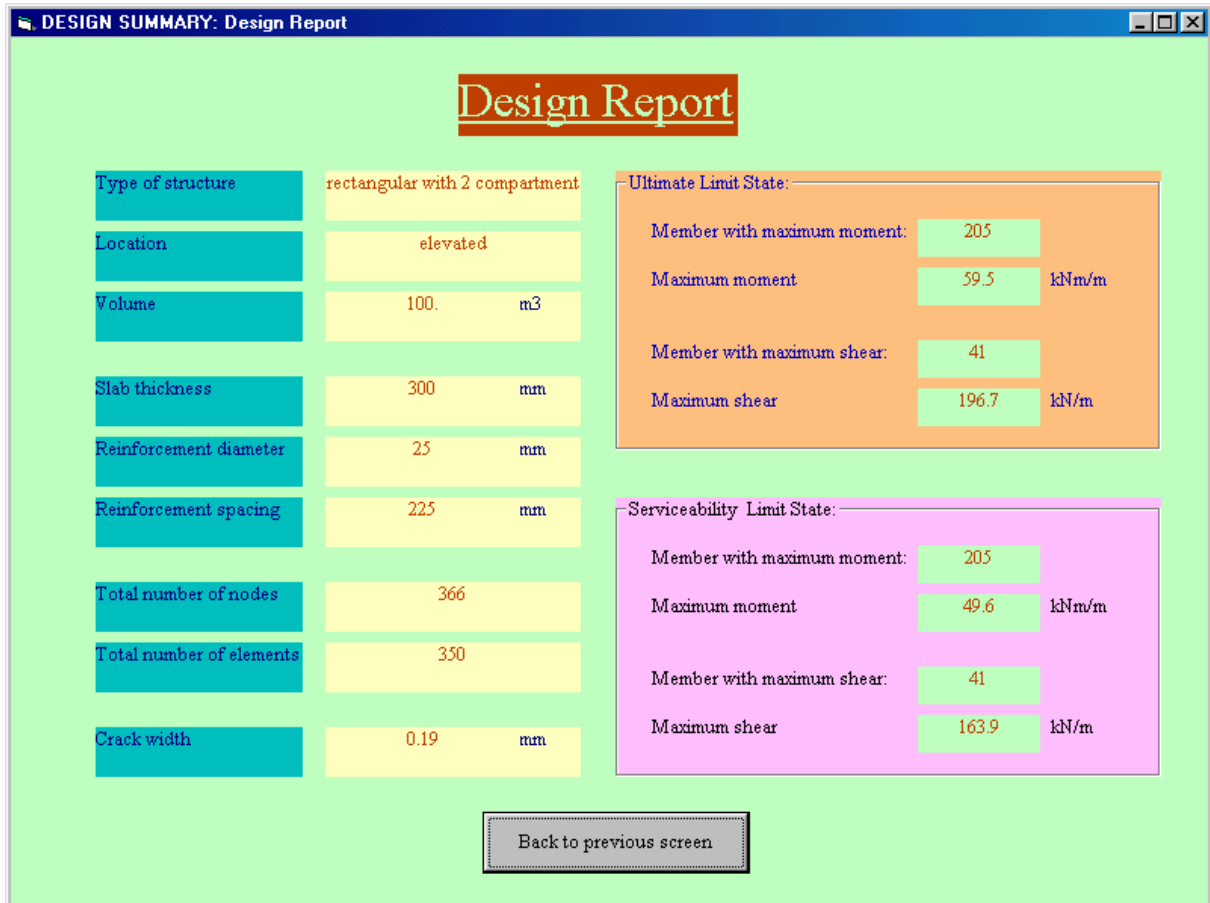 DESIGN SUMMARY: Design Report
Design Report
Type of structure rectangular with 2 compartment
Location elevated
Volume 100. m3
Slab thickness 300 mm
Reinforcement diameter 25 mm
Reinforcement spacing 225 mm
Total number of nodes 366
Total number of elements 350
Crack width 0.19 mm
Ultimate Limit State:
Member with maximum moment: 205
Maximum moment 59.5 kNm/m
Member with maximum shear: 41
Maximum shear 196.7 kN/m
Serviceability Limit State:
Member with maximum moment: 205
Maximum moment 49.6 kNm/m
Member with maximum shear: 41
Maximum shear 163.9 kN/m
Back to previous screen